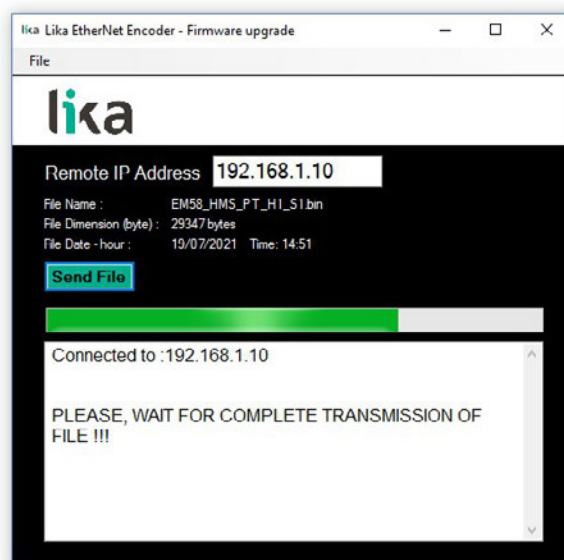 lika Lika EtherNet Encoder - Firmware upgrade
File
lika
Remote IP Address 192.168.1.10
File Name : EM58_HMS_PT_H1_S1.bin
File Dimension (byte) : 29347 bytes
File Date - hour : 19/07/2021 Time: 14:51
Send File
Connected to :192.168.1.10
PLEASE, WAIT FOR COMPLETE TRANSMISSION OF
FILE !!!